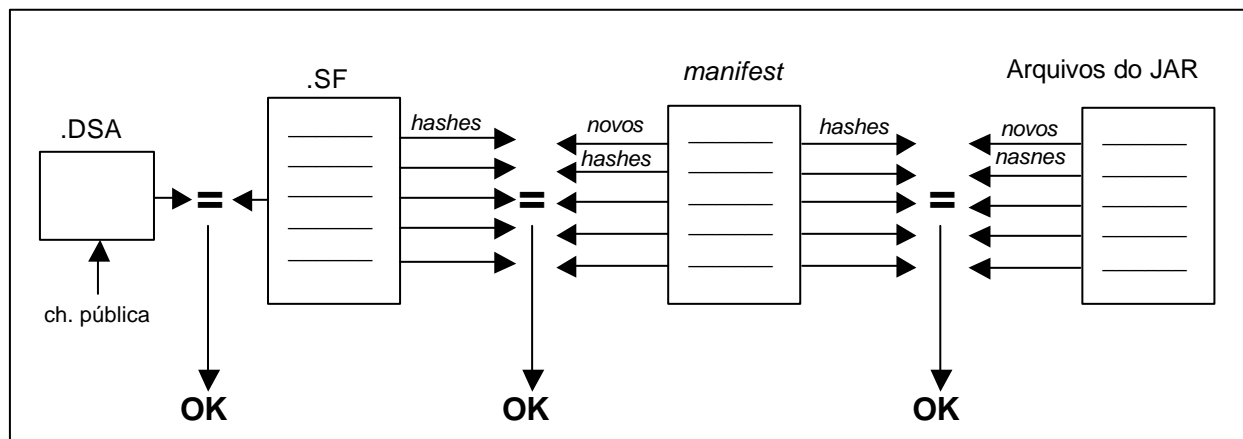 .DSA
ch. pública
=
OK
.SF
hashes
=
OK
novos
hashes
manifest
hashes
=
OK
Arquivos do JAR
novos
nasnes